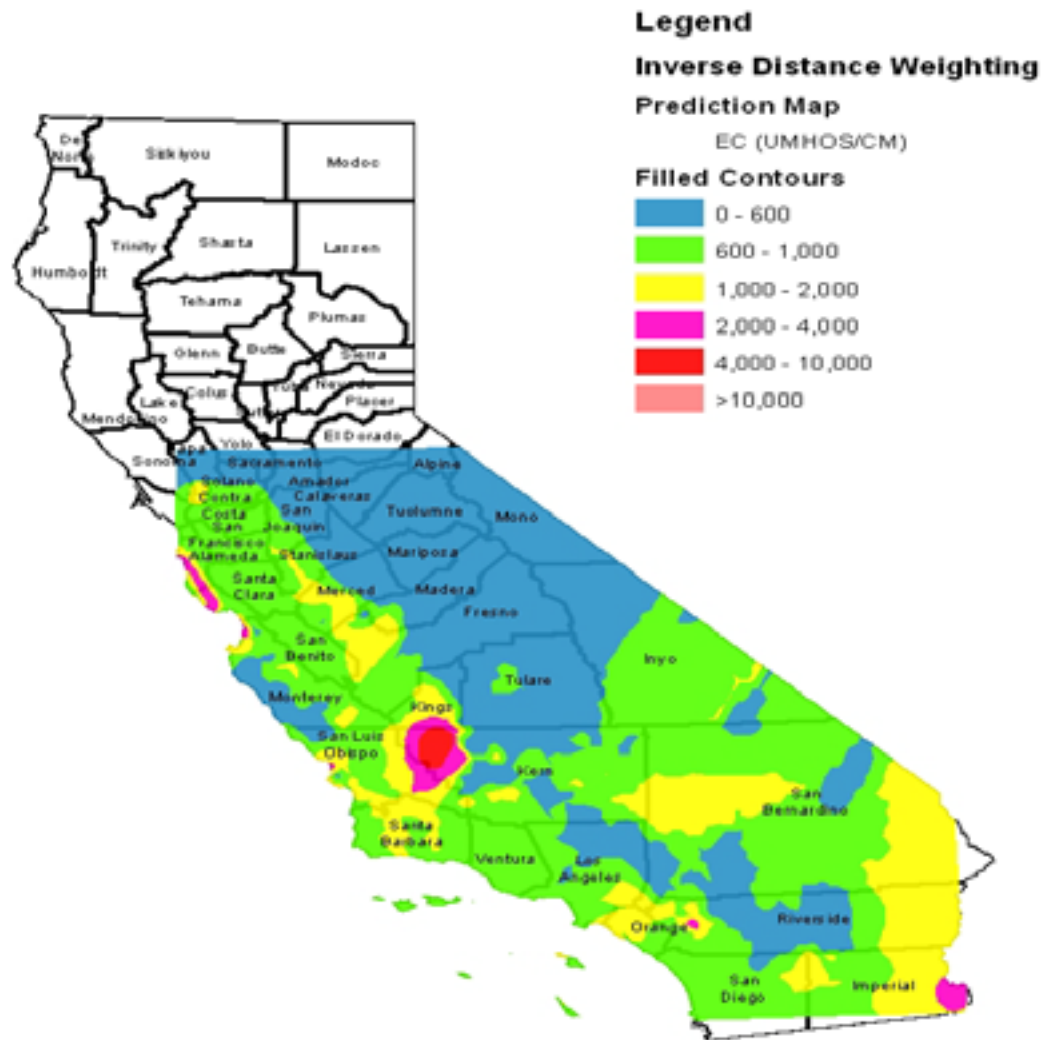 Legend
Inverse Distance Weighting
Prediction Map
EC (UMHOS/CM)
Filled Contours
0 - 600
600 - 1,000
1,000 - 2,000
2,000 - 4,000
4,000 - 10,000
>10,000
Siskiyou
Modoc
Trinity
Shasta
Lassen
Humboldt
Tehama
Plumas
Glenn
Butte
Sierra
Lake
Nevada
Placer
Mendocino
Yolo
El Dorado
Sonoma
Sacramento
Alpine
Solano
Amador
Contra
Costa
Calaveras
San
Joaquin
Tuolumne
Mono
San
Francisco
Alameda
Stanislaus
Mariposa
Santa
Clara
Merced
Madera
Fresno
San
Benito
Inyo
Tulare
Monterey
Kings
San Luis
Obispo
Kern
San
Bernardino
Santa
Barbara
Ventura
Los
Angeles
Orange
Riverside
San
Diego
Imperial